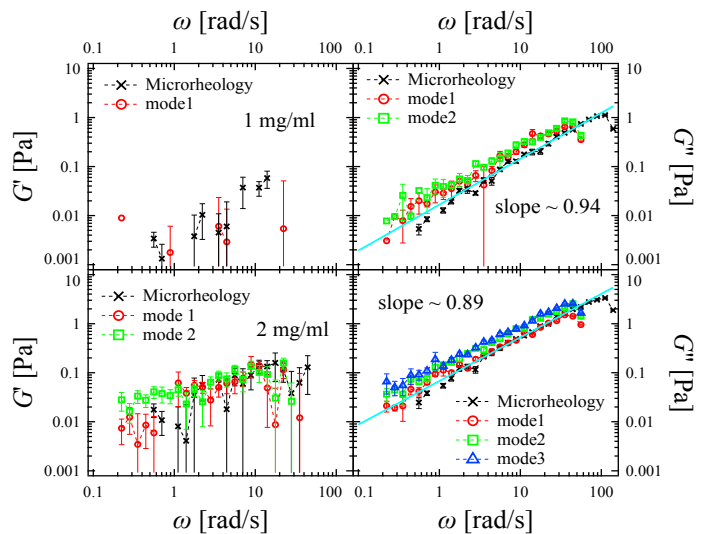 ω [rad/s] ω [rad/s]
0.1 1 10 100 0.1 1 10 100
10 Microrheology Microrheology 10
mode1 mode1
mode2
1 1 mg/ml 1
G' [Pa] 0.1 0.1 G'' [Pa]
0.01 slope ~ 0.94 0.01
0.001 0.001
10 Microrheology slope ~ 0.89 10
mode 1 2 mg/ml
mode 2
1 1
G' [Pa] 0.1 0.1 G'' [Pa]
Microrheology
0.01 mode1 0.01
mode2
mode3
0.001 0.001
0.1 1 10 0.1 1 10 100
ω [rad/s] ω [rad/s]